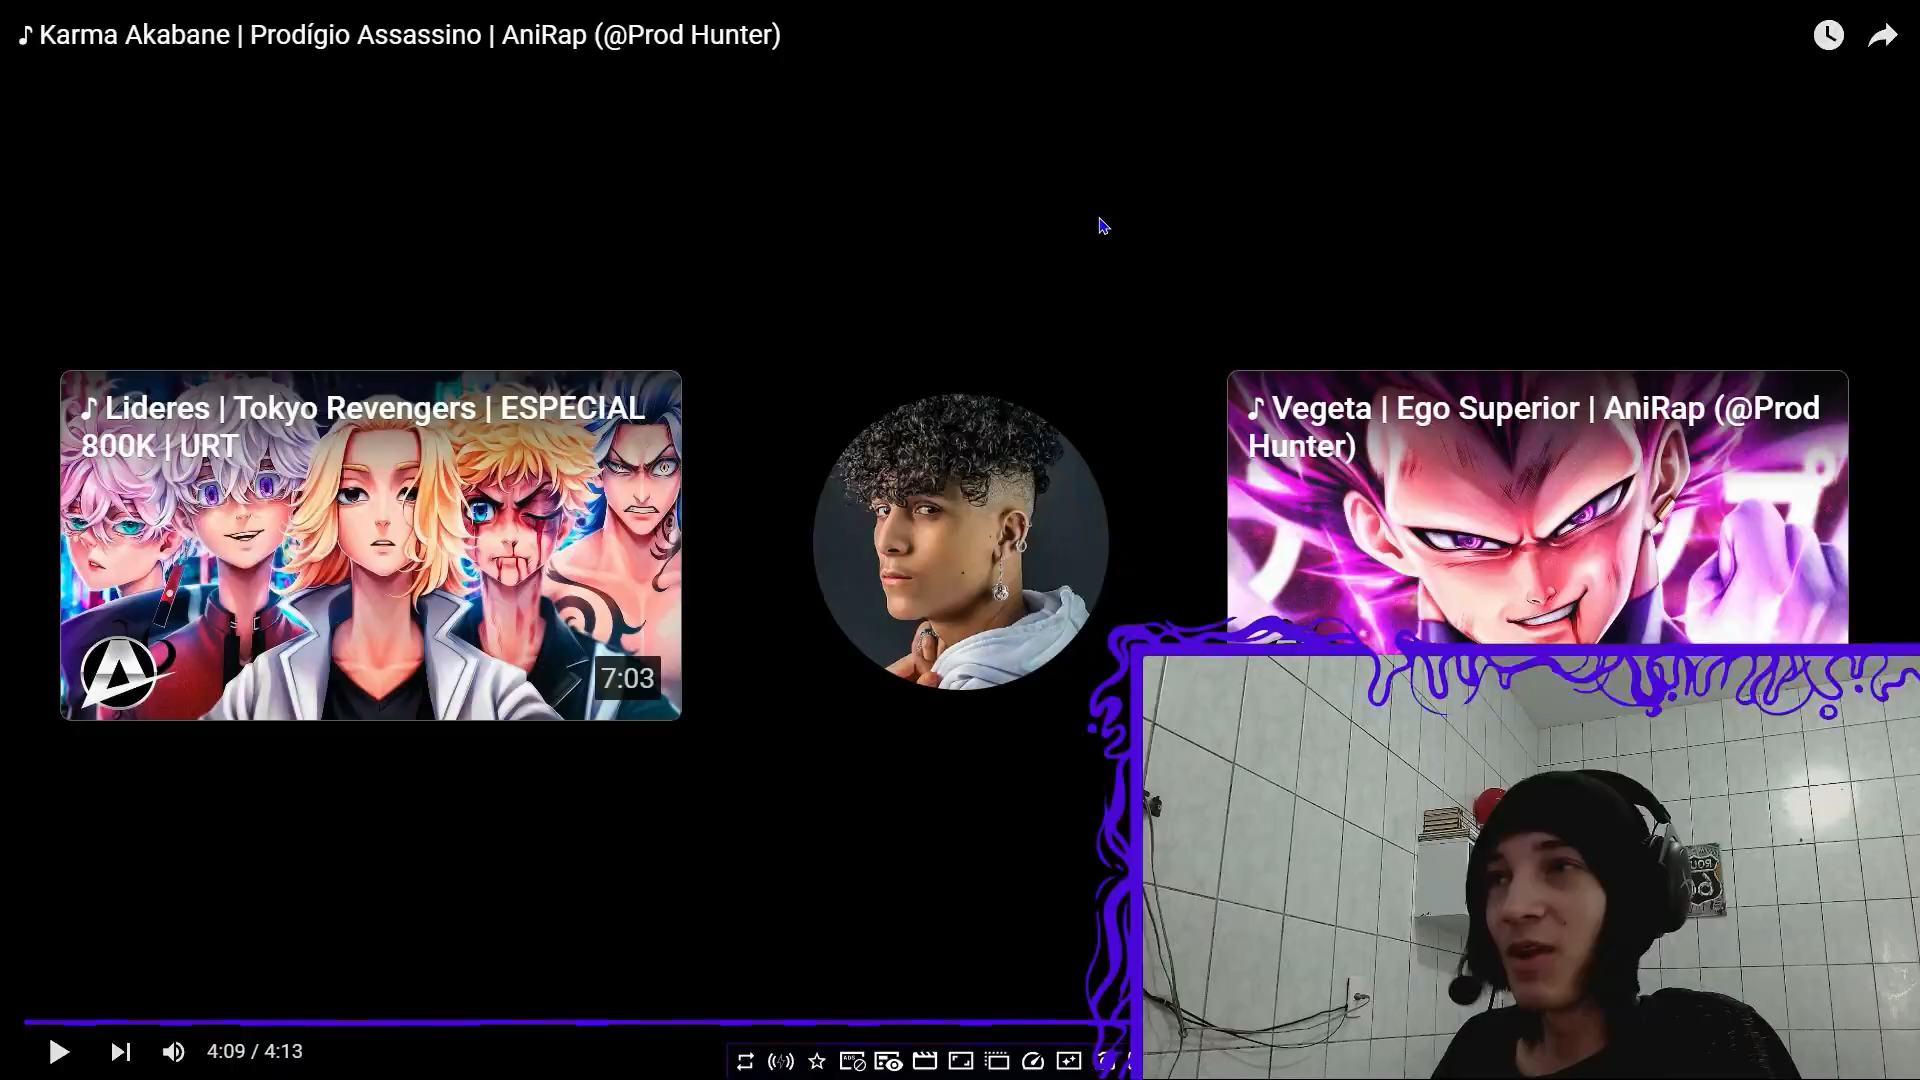 ♪ Karma Akabane | Prodígio Assassino | AniRap (@Prod Hunter)
♪ Lideres | Tokyo Revengers | ESPECIAL
800K | URT
7:03
♪ Vegeta | Ego Superior | AniRap (@Prod
Hunter)
4:09 / 4:13